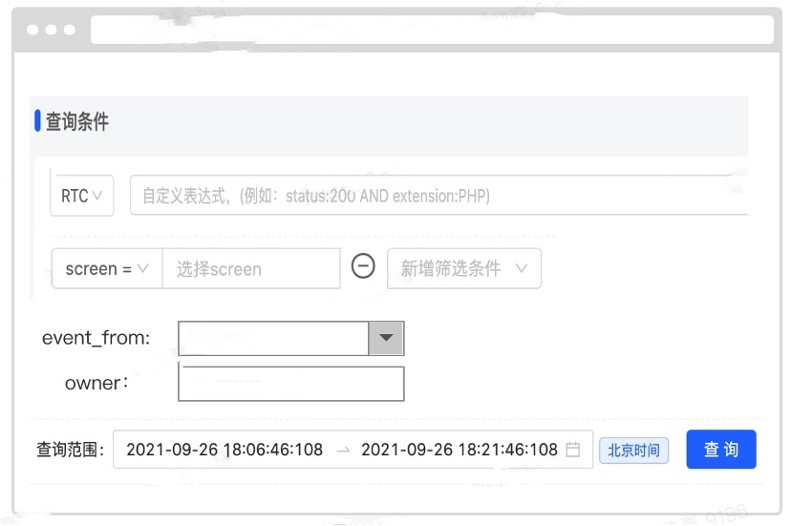 查询条件
RTC 自定义表达式，(例如：status:200 AND extension:PHP)
screen = 选择screen 新增筛选条件
event_from:
owner：
查询范围： 2021-09-26 18:06:46:108 → 2021-09-26 18:21:46:108 北京时间 查 询